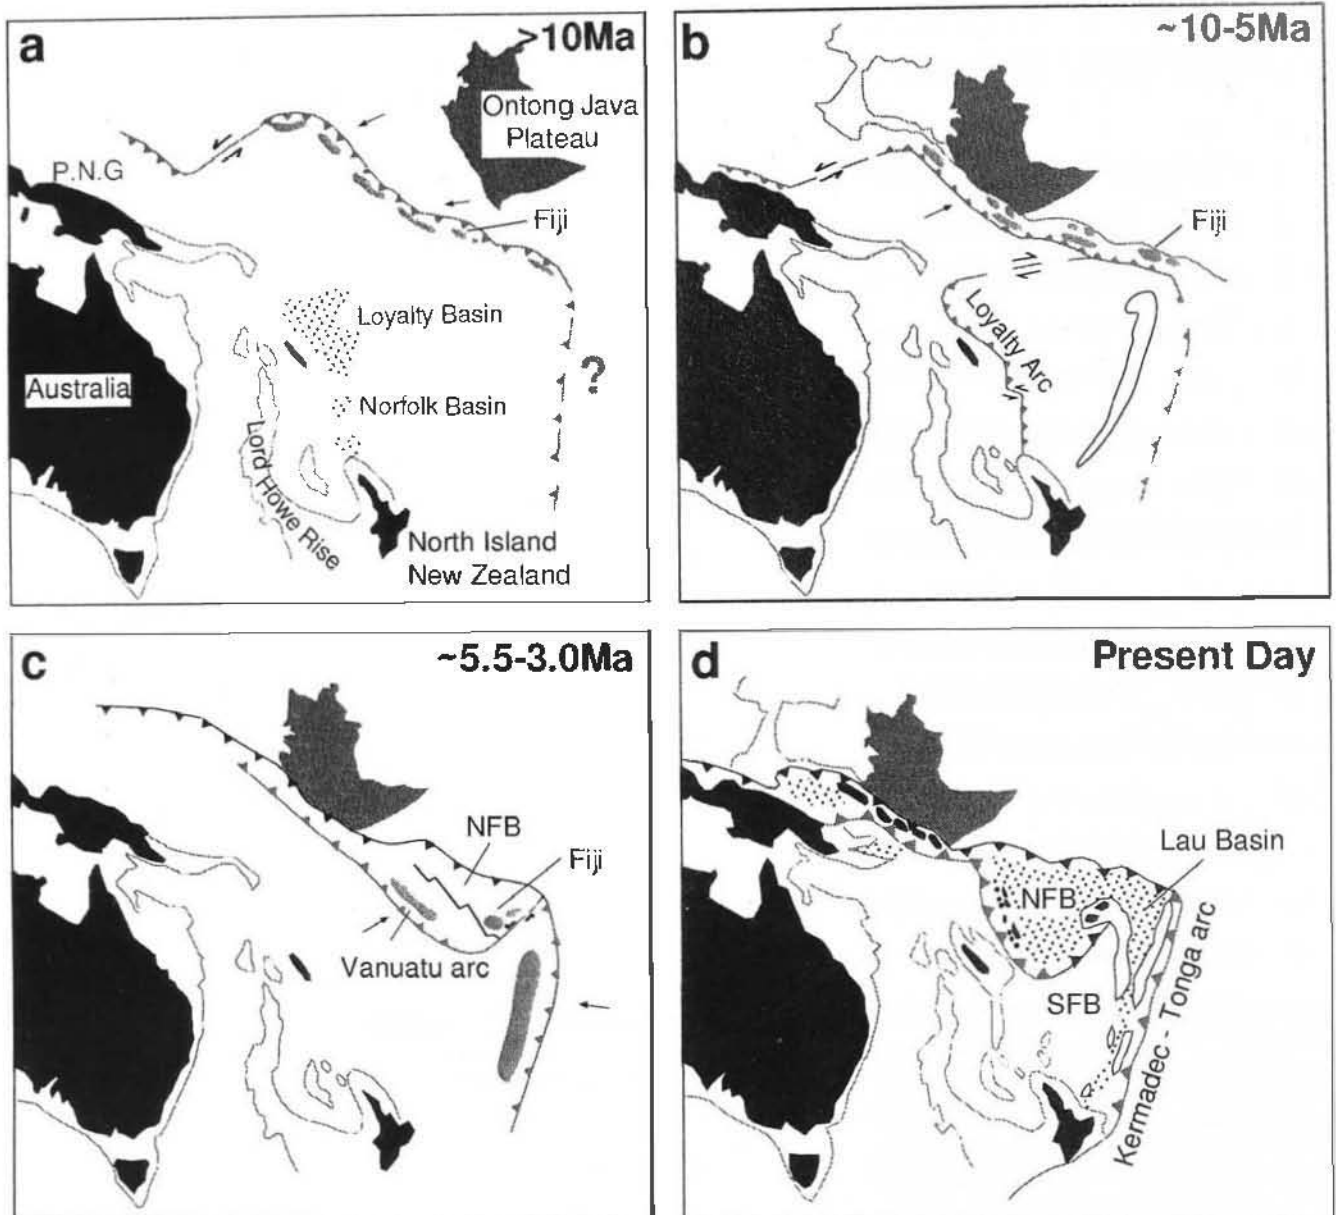 a
>10Ma
Ontong Java
Plateau
P.N.G
Fiji
Loyalty Basin
Australia
?
Norfolk Basin
Lord Howe Rise
North Island
New Zealand
b
~10-5Ma
Fiji
Loyalty Arc
c
~5.5-3.0Ma
NFB
Fiji
Vanuatu arc
d
Present Day
Lau Basin
NFB
SFB
Kermadec - Tonga arc